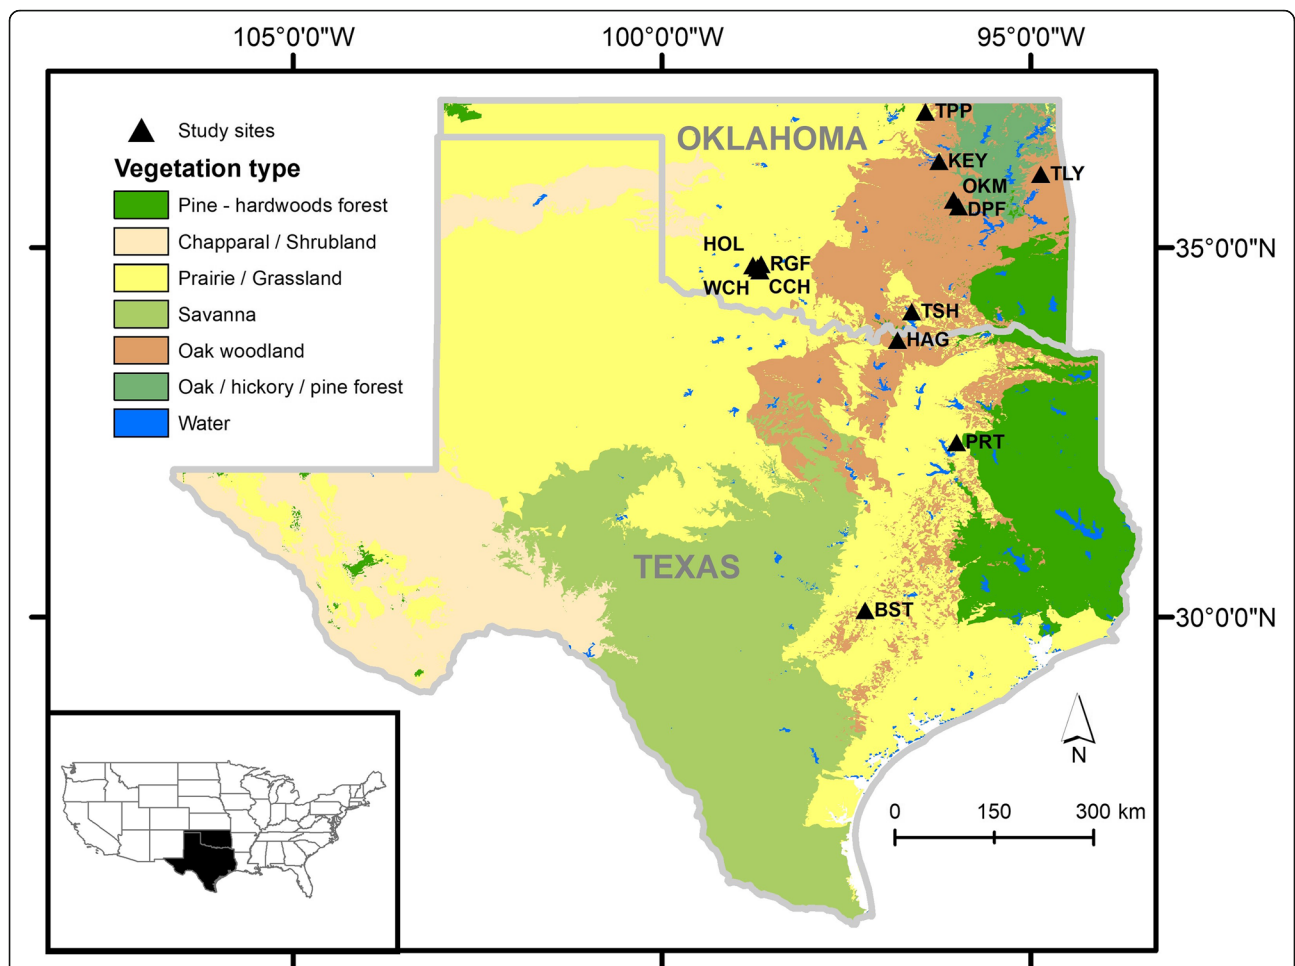 105°0'0"W
100°0'0"W
95°0'0"W
Study sites
Vegetation type
Pine - hardwoods forest
Chapparal / Shrubland
Prairie / Grassland
Savanna
Oak woodland
Oak / hickory / pine forest
Water
OKLAHOMA
TPP
KEY
TLY
OKM
DPF
HOL
RGF
WCH
CCH
35°0'0"N
TSH
HAG
PRT
TEXAS
BST
30°0'0"N
N
0 150 300 km